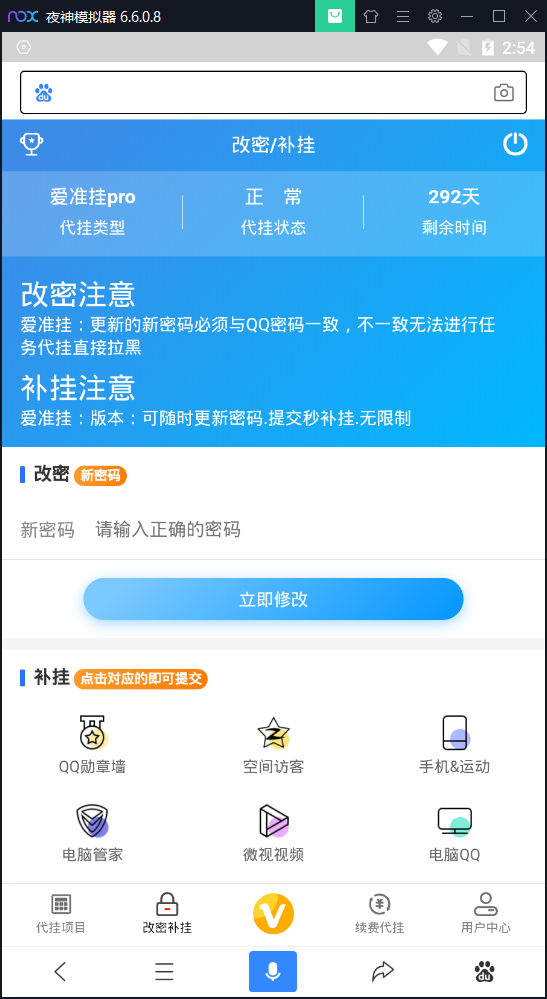 nox 夜神模拟器 6.6.0.8
2:54
du
改密/补挂
爱准挂pro 正 常 292天
代挂类型 代挂状态 剩余时间
改密注意
爱准挂：更新的新密码必须与QQ密码一致，不一致无法进行任
务代挂直接拉黑
补挂注意
爱准挂：版本：可随时更新密码.提交秒补挂.无限制
改密 新密码
新密码 请输入正确的密码
立即修改
补挂 点击对应的即可提交
QQ勋章墙 空间访客 手机&运动
电脑管家 微视视频 电脑QQ
代挂项目 改密补挂 V 续费代挂 用户中心
du